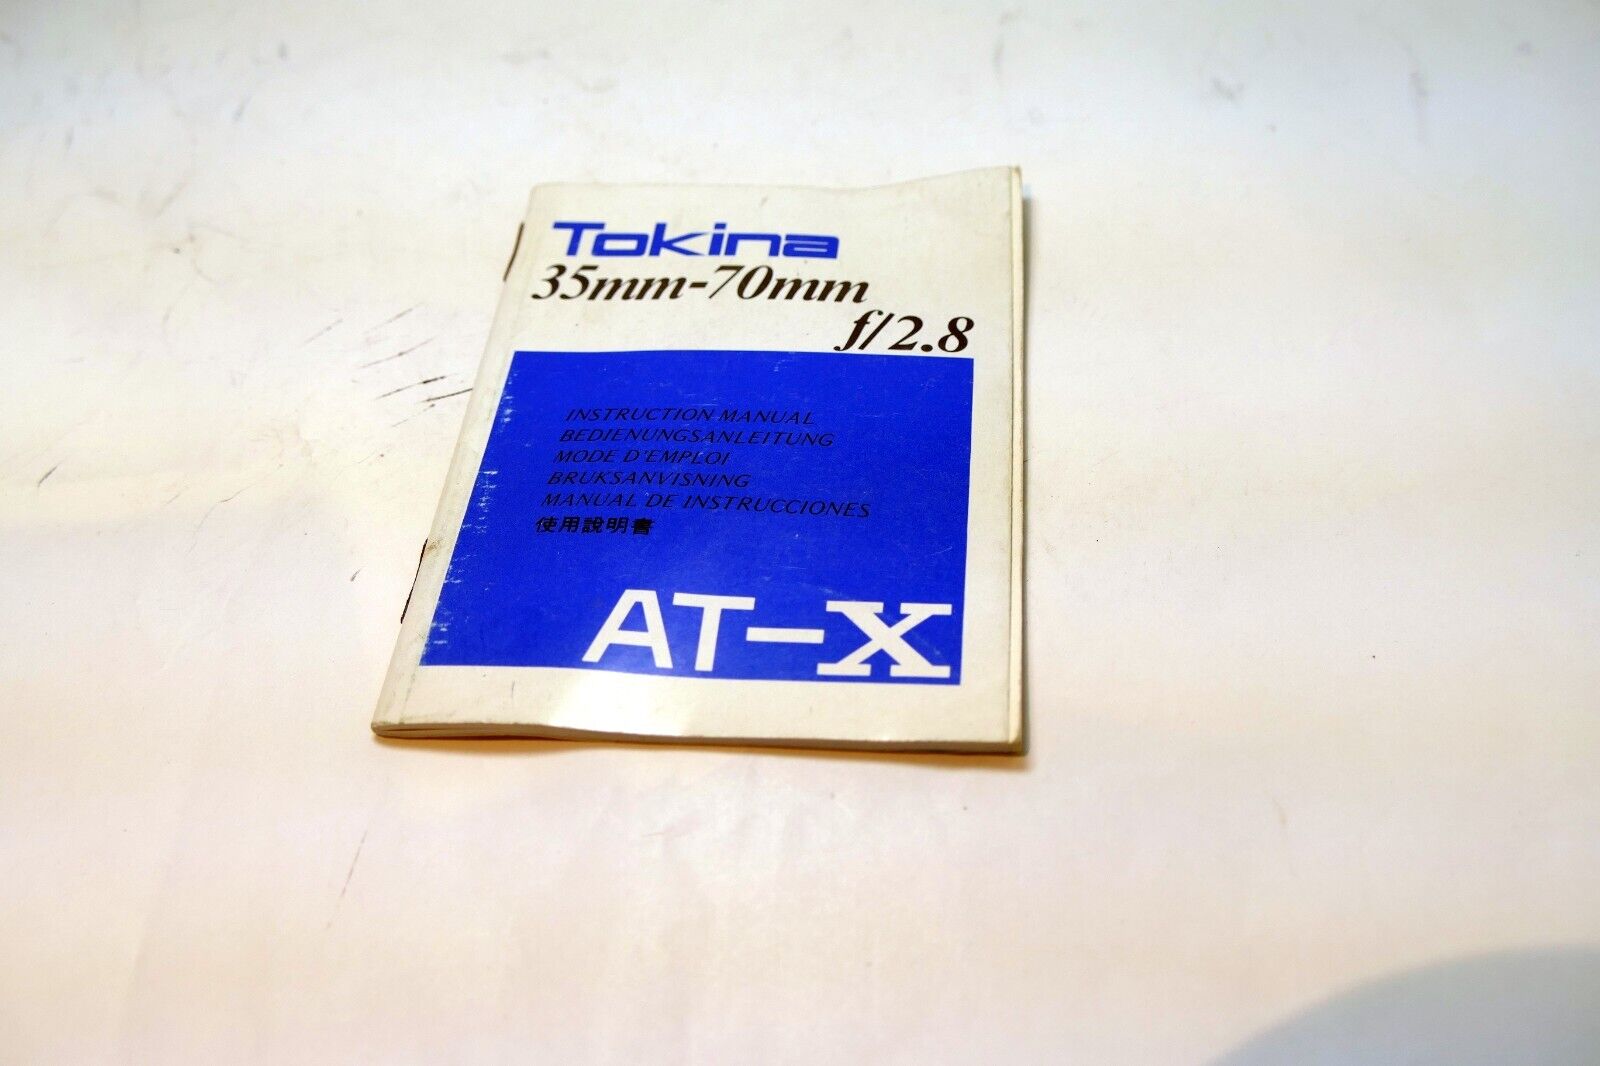 Tokina
35mm-70mm
f/2.8
INSTRUCTION MANUAL
BEDIENUNGSANLEITUNG
MODE D'EMPLOI
BRUKSANVISNING
MANUAL DE INSTRUCCIONES
使用説明書
AT-X